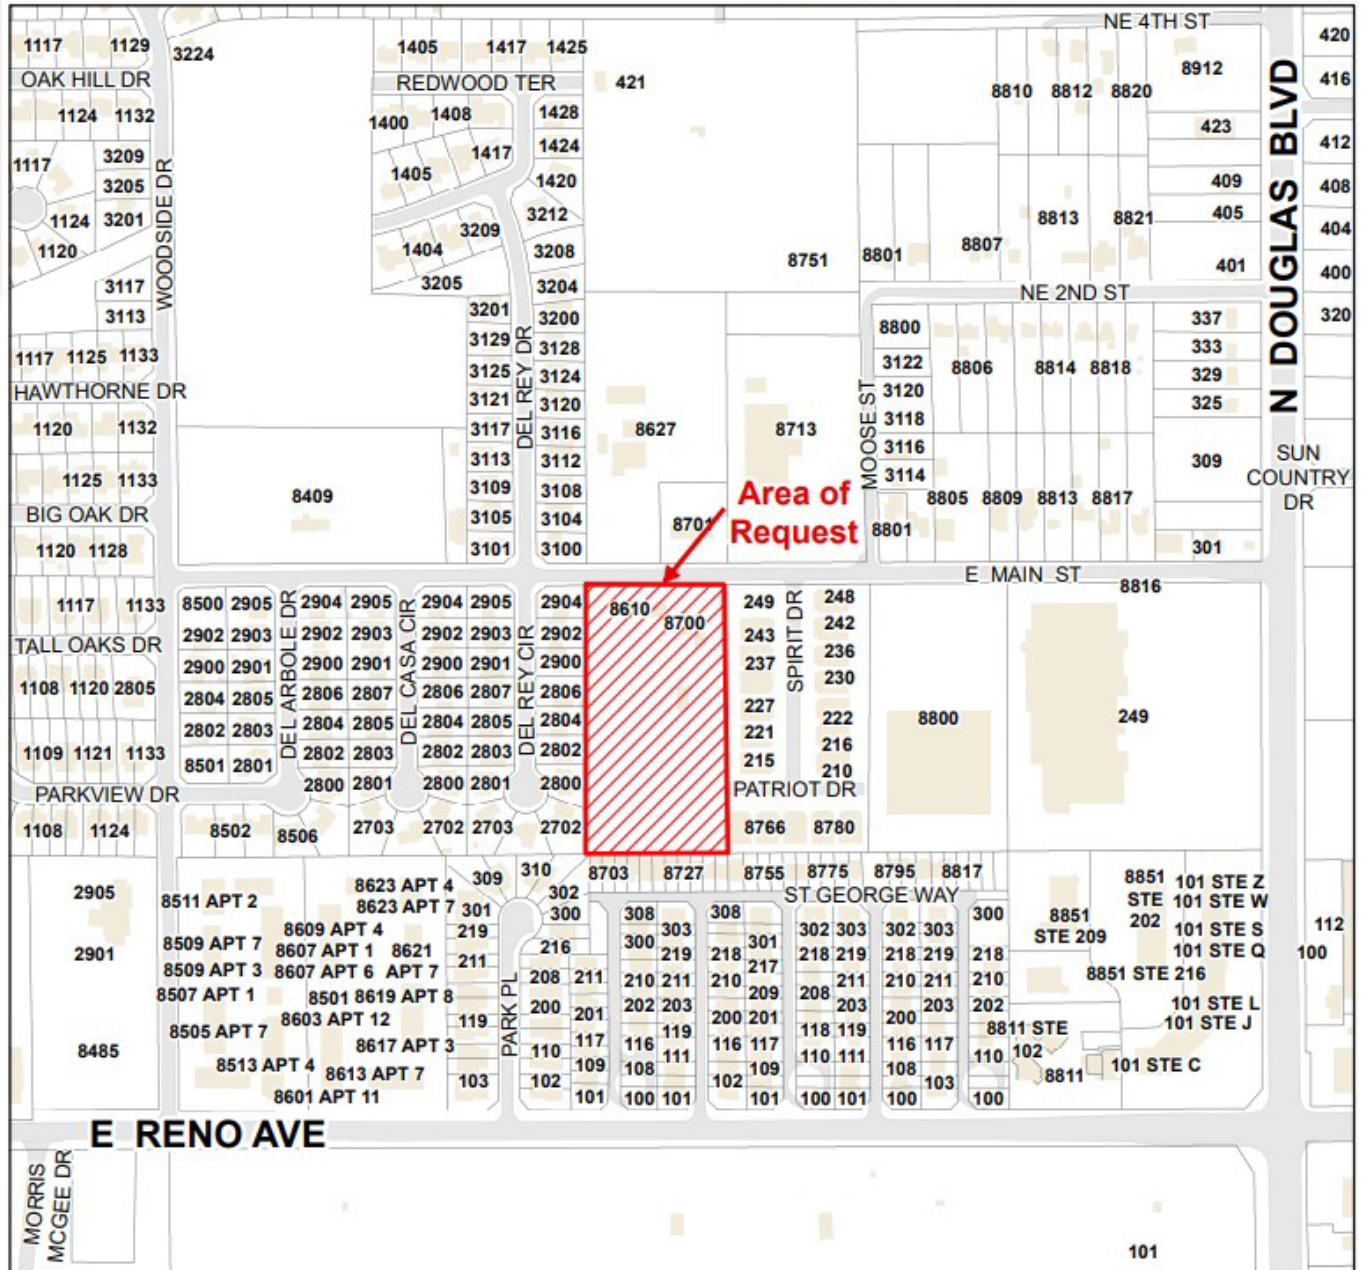 NE 4TH ST
1117 1129 3224 1405 1417 1425
420
OAK HILL DR
REDWOOD TER
421
8912
416
1124 1132
1400 1408 1428
8810 8812 8820
423
412
1117 3209
1405 1417 1424
3205
1420
409
408
1124 3201
3212
8813 8821
405
404
1120
1404 3209 3208
8751 8801 8807
401
400
3117
3205 3204
NE 2ND ST
3113
3201 3200
320
WOODSIDE DR
DEL REY DR
MOOSE ST
N DOUGLAS BLVD
8800
337
1117 1125 1133
3129 3128
3122
333
HAWTHORNE DR
3125 3124
8806 8814 8818
329
3121 3120
3120
325
1120 1132
3117 3116
8627 8713
3118
3116
1125 1133
3113 3112
3114
309
SUN
COUNTRY
DR
8409
3109 3108
8805 8809 8813 8817
BIG OAK DR
3105 3104
8701
Area of
Request
8801
1120 1128
3101 3100
301
E MAIN ST
8816
1117 1133
8500 2905 2904 2905 2904 2905 2904
8610
8700
249 248
TALL OAKS DR
2902 2903 2902 2903 2902 2903 2902
243 242
2900 2901 2900 2901 2900 2901 2900
237 236
1108 1120 2805
2804 2805 2806 2807 2806 2807 2806
230
DEL ARBOLE DR
DEL CASA CIR
DEL REY CIR
SPIRIT DR
2802 2803 2804 2805 2804 2805 2804
227 222
8800 249
1109 1121 1133
8501 2801 2802 2803 2802 2803 2802
221 216
215 210
PARKVIEW DR
2800 2801 2800 2801 2800
PATRIOT DR
1108 1124
8502 8506 2703 2702 2703 2702
8766 8780
309 310
8703 8727 8755 8775 8795 8817
2905
8511 APT 2
8623 APT 4
8623 APT 7
302
ST GEORGE WAY
8851
STE
202
101 STE Z
101 STE W
301 300
308 308
300
8851
STE 209
8609 APT 4
219
303 302 303 302 303
101 STE S
112
2901
8509 APT 7
8607 APT 1 8621
216
300 301
101 STE Q
100
211
219 218 218 219 218 219 218
8509 APT 3
8607 APT 6 APT 7
208 211
210 211 210 217 211 210 211 210
8851 STE 216
8507 APT 1
8501 8619 APT 8
209 208
200 201
202 203 203 203 202
101 STE L
8505 APT 7
8603 APT 12
119
200 201 200
101 STE J
PARK PL
119 118 119
8811 STE
102
8485
8617 APT 3
110 117
116 116 117 116 117
111 110 111 110
8513 APT 4
8613 APT 7
109
108 109 108
8811
101 STE C
103 102
102 103
8601 APT 11
101
100 101 101 100 101 100 100
E RENO AVE
MORRIS
MCGEE DR
101